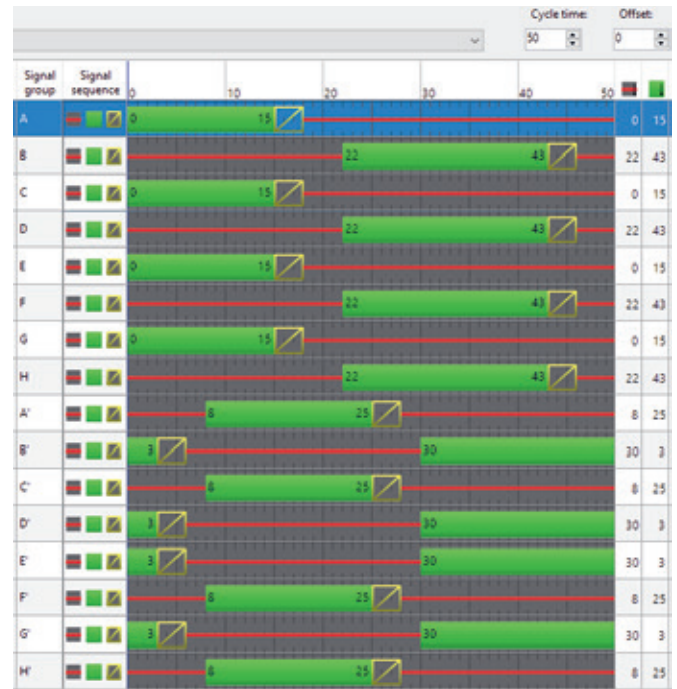 Cycle time: Offset:
50 0
Signal group Signal sequence 0 10 20 30 40 50
A 0 15 0 15
B 22 43 22 43
C 0 15 0 15
D 22 43 22 43
E 0 15 0 15
F 22 43 22 43
G 0 15 0 15
H 22 43 22 43
A' 8 25 8 25
B' 3 30 30 3
C' 8 25 8 25
D' 3 30 30 3
E' 3 30 30 3
F' 8 25 8 25
G' 3 30 30 3
H' 8 25 8 25